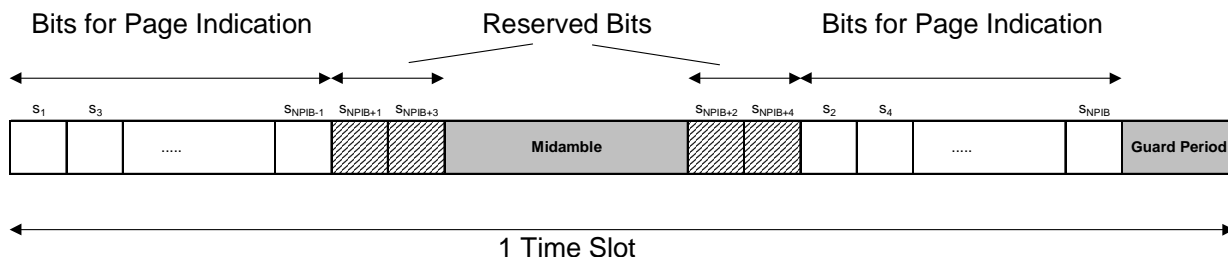 Bits for Page Indication Reserved Bits Bits for Page Indication
s1 s3 sNPIB-1 sNPIB+1 sNPIB+3 sNPIB+2 sNPIB+4 s2 s4 sNPIB
..... Midamble ..... Guard Period
1 Time Slot